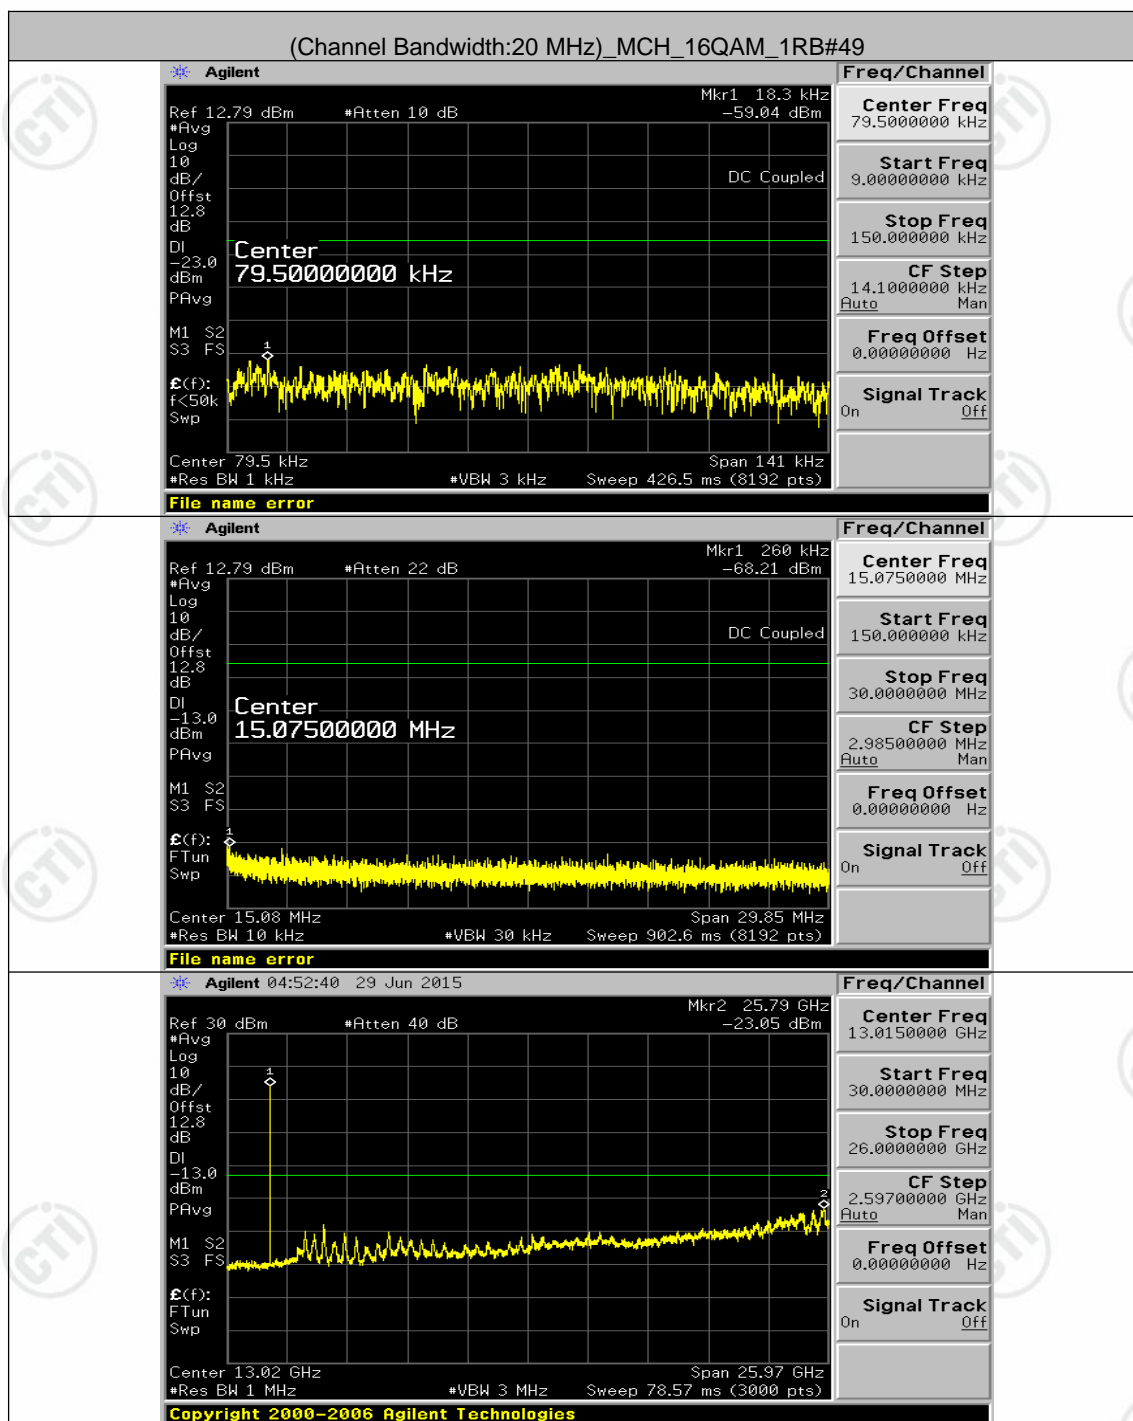 (Channel Bandwidth:20 MHz)_MCH_16QAM_1RB#49
Agilent
Freq/Channel
Mkr1 18.3 kHz
Ref 12.79 dBm #Atten 10 dB -59.04 dBm
#Avg
Log
10
dB/
Offst
12.8
dB
DI
-23.0
dBm
PAvg
M1 S2
S3 FS
£(f):
f<50k
Swp
DC Coupled
Center
79.50000000 kHz
1
Center 79.5 kHz Span 141 kHz
#Res BW 1 kHz #VBW 3 kHz Sweep 426.5 ms (8192 pts)
File name error
Center Freq
79.5000000 kHz
Start Freq
9.00000000 kHz
Stop Freq
150.000000 kHz
CF Step
14.1000000 kHz
Auto Man
Freq Offset
0.00000000 Hz
Signal Track
On Off
Agilent
Freq/Channel
Mkr1 260 kHz
Ref 12.79 dBm #Atten 22 dB -68.21 dBm
#Avg
Log
10
dB/
Offst
12.8
dB
DI
-13.0
dBm
PAvg
M1 S2
S3 FS
£(f):
FTun
Swp
DC Coupled
Center
15.07500000 MHz
1
Center 15.08 MHz Span 29.85 MHz
#Res BW 10 kHz #VBW 30 kHz Sweep 902.6 ms (8192 pts)
File name error
Center Freq
15.0750000 MHz
Start Freq
150.000000 kHz
Stop Freq
30.0000000 MHz
CF Step
2.98500000 MHz
Auto Man
Freq Offset
0.00000000 Hz
Signal Track
On Off
Agilent 04:52:40 29 Jun 2015
Freq/Channel
Mkr2 25.79 GHz
Ref 30 dBm #Atten 40 dB -23.05 dBm
#Avg
Log
10
dB/
Offst
12.8
dB
DI
-13.0
dBm
PAvg
M1 S2
S3 FS
£(f):
FTun
Swp
1
2
Center 13.02 GHz Span 25.97 GHz
#Res BW 1 MHz #VBW 3 MHz Sweep 78.57 ms (3000 pts)
Copyright 2000-2006 Agilent Technologies
Center Freq
13.0150000 GHz
Start Freq
30.0000000 MHz
Stop Freq
26.0000000 GHz
CF Step
2.59700000 GHz
Auto Man
Freq Offset
0.00000000 Hz
Signal Track
On Off
CTI
CTI
CTI
CTI
CTI
CTI
CTI
CTI